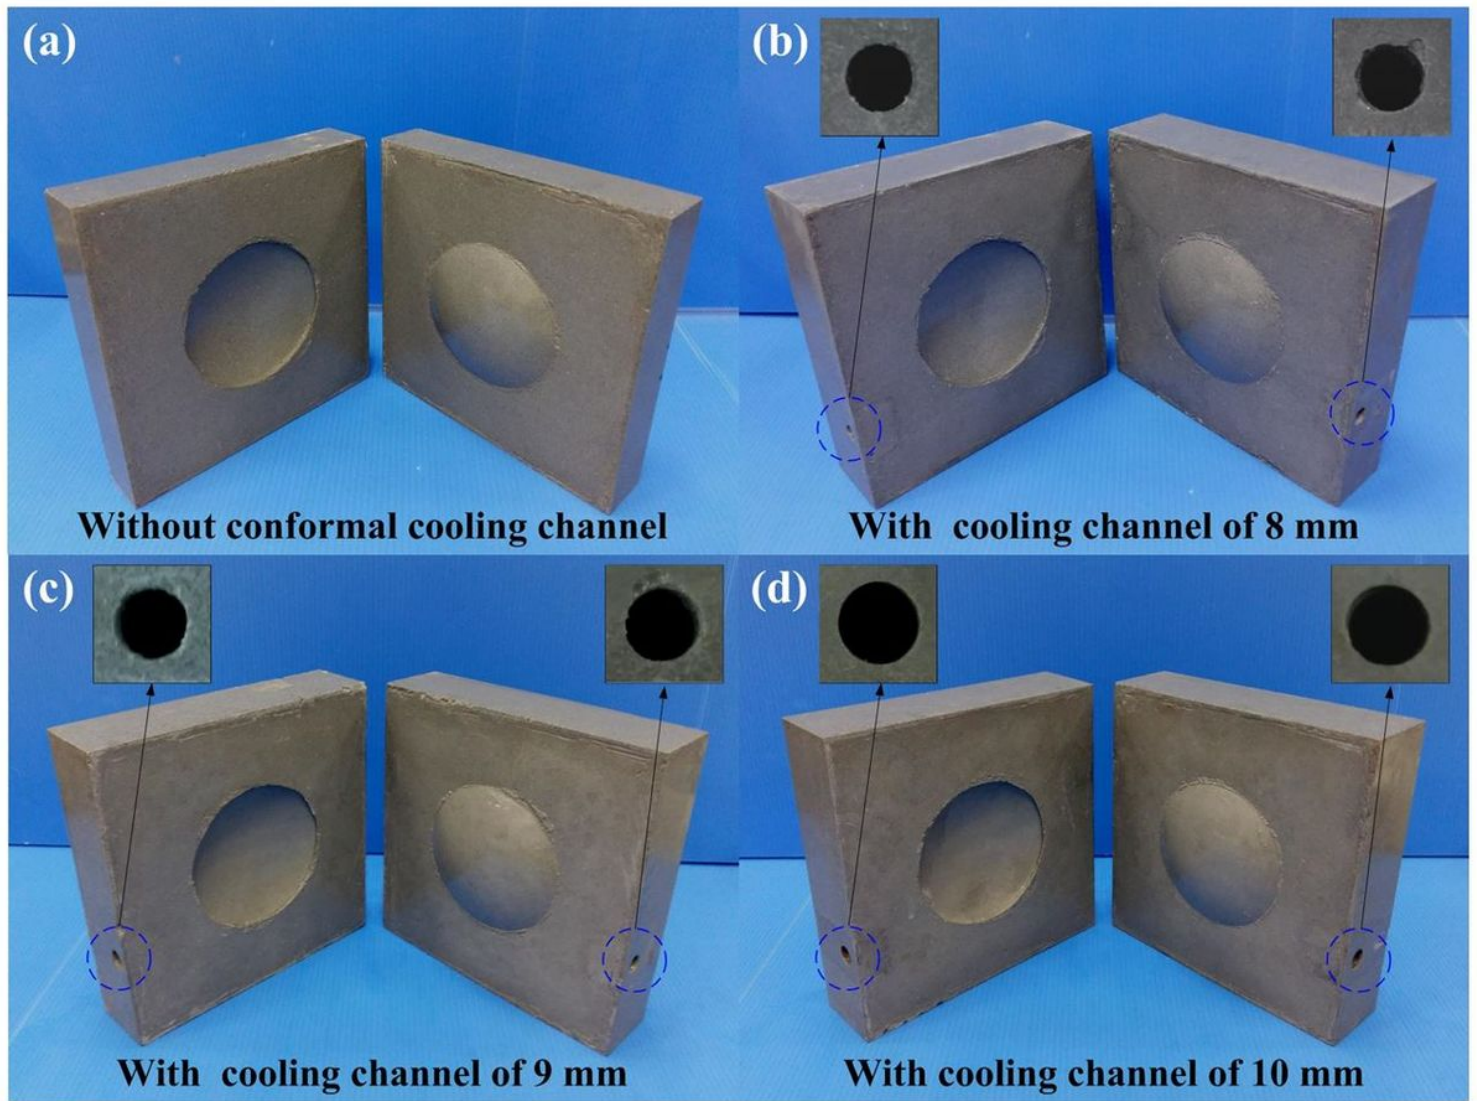 (a)
(b)
Without conformal cooling channel
With  cooling channel of 8 mm
(c)
(d)
With  cooling channel of 9 mm
With cooling channel of 10 mm